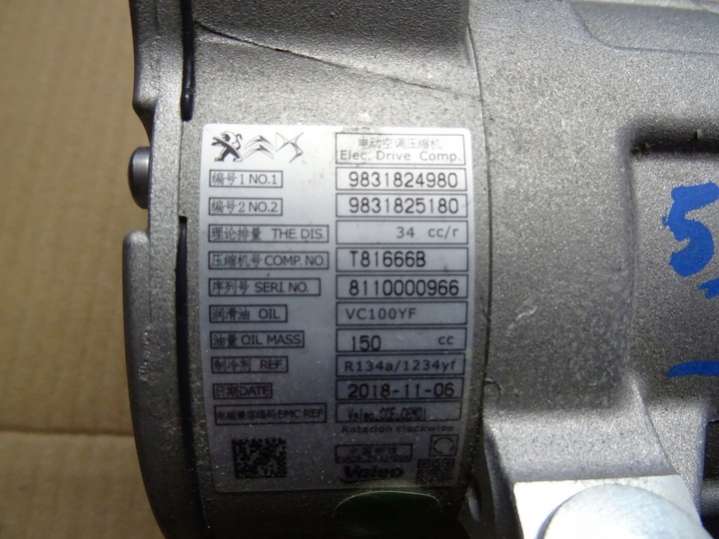 电动空调压缩机
Elec. Drive Comp.
编号1 NO.1 9831824980
编号2 NO.2 9831825180
理论排量 THE DIS. 34 cc/r
压缩机号 COMP.NO T81666B
序列号 SERI NO. 8110000966
润滑油 OIL VC100YF
油量 OIL MASS 150 cc
制冷剂 REF R134a/1234yf
日期DATE 2018-11-06
EMC REF Valeo
Rotation clockwise
Valeo